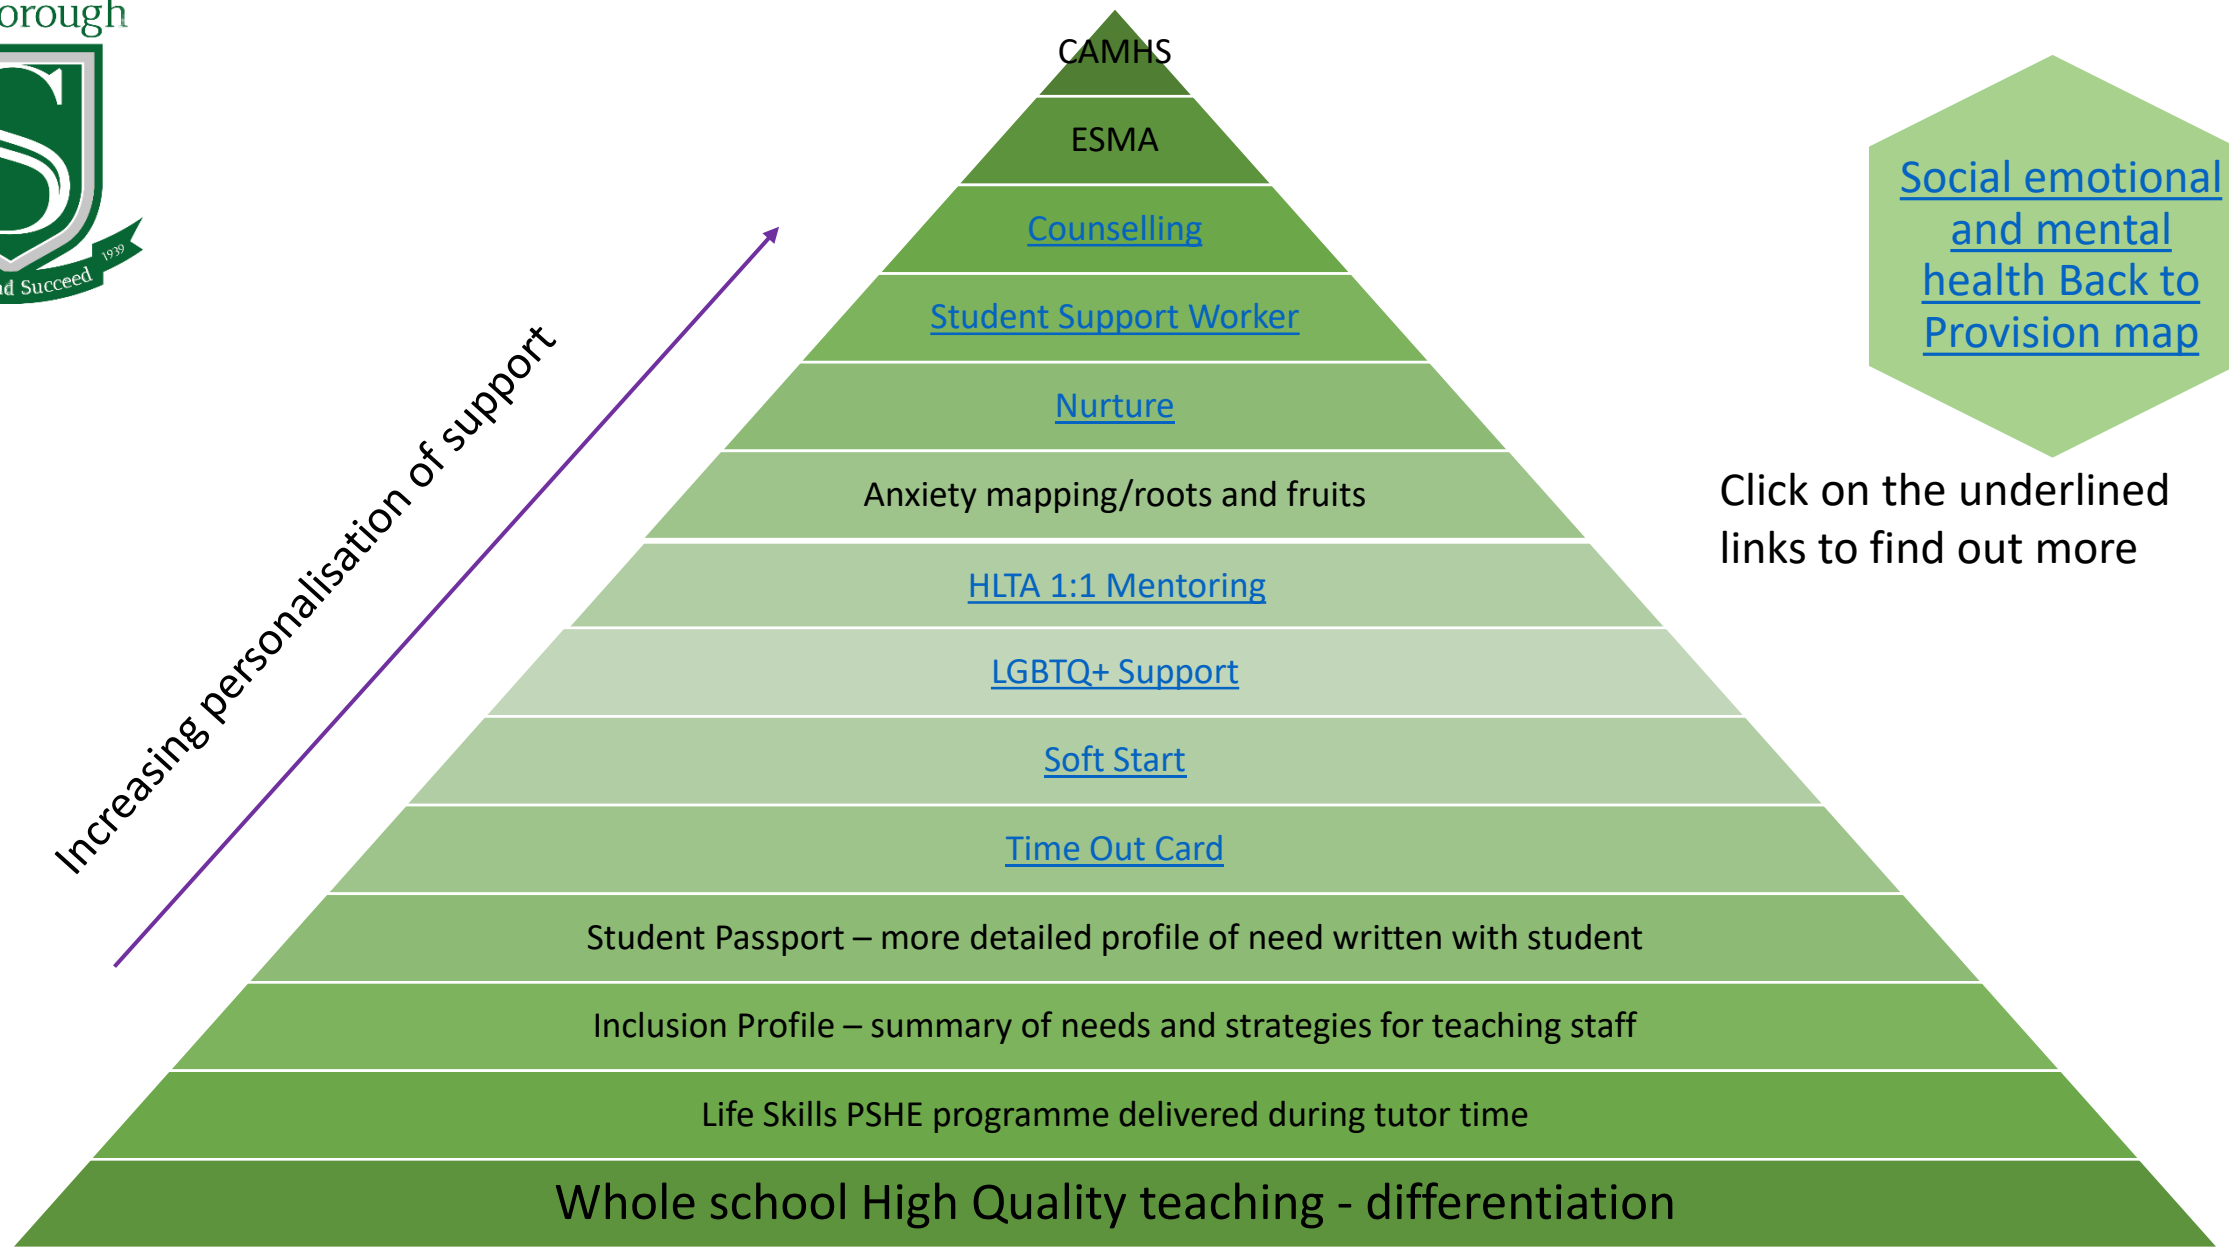 CAMHS
ESMA
Counselling
Student Support Worker
Nurture
Anxiety mapping/roots and fruits
HLTA 1:1 Mentoring
LGBTQ+ Support
Soft Start
Time Out Card
Student Passport – more detailed profile of need written with student
Inclusion Profile – summary of needs and strategies for teaching staff
Life Skills PSHE programme delivered during tutor time
Whole school High Quality teaching - differentiation
Increasing personalisation of support
Social emotional
and mental
health Back to
Provision map
Click on the underlined
links to find out more
S
Succeed
1939